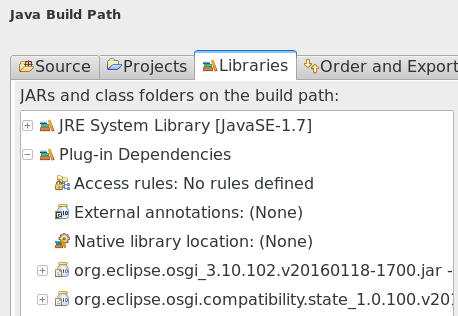 Java Build Path
Source Projects Libraries Order and Export
JARs and class folders on the build path:
JRE System Library [JavaSE-1.7]
Plug-in Dependencies
Access rules: No rules defined
External annotations: (None)
Native library location: (None)
org.eclipse.osgi_3.10.102.v20160118-1700.jar -
org.eclipse.osgi.compatibility.state_1.0.100.v201